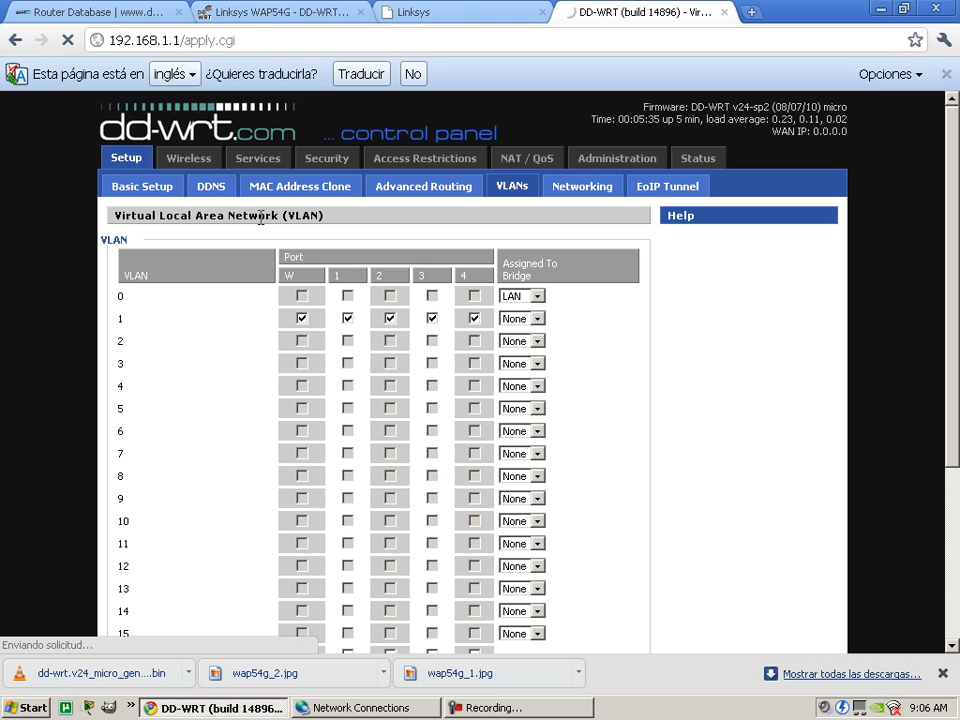 Router Database | www.d...
Linksys WAP54G - DD-WRT...
Linksys
DD-WRT (build 14896) - Vir...
192.168.1.1/apply.cgi
Esta página está en inglés ¿Quieres traducirla? Traducir No Opciones
dd-wrt.com ... control panel
Firmware: DD-WRT v24-sp2 (08/07/10) micro
Time: 00:05:35 up 5 min, load average: 0.23, 0.11, 0.02
WAN IP: 0.0.0.0
Setup Wireless Services Security Access Restrictions NAT / QoS Administration Status
Basic Setup DDNS MAC Address Clone Advanced Routing VLANs Networking EoIP Tunnel
Virtual Local Area Network (VLAN)
Help
VLAN
VLAN Port Assigned To Bridge
W 1 2 3 4
0 LAN
1 None
2 None
3 None
4 None
5 None
6 None
7 None
8 None
9 None
10 None
11 None
12 None
13 None
14 None
15 None
Enviando solicitud...
dd-wrt.v24_micro_gen....bin
wap54g_2.jpg
wap54g_1.jpg
Mostrar todas las descargas...
Start
DD-WRT (build 14896...
Network Connections
Recording...
9:06 AM